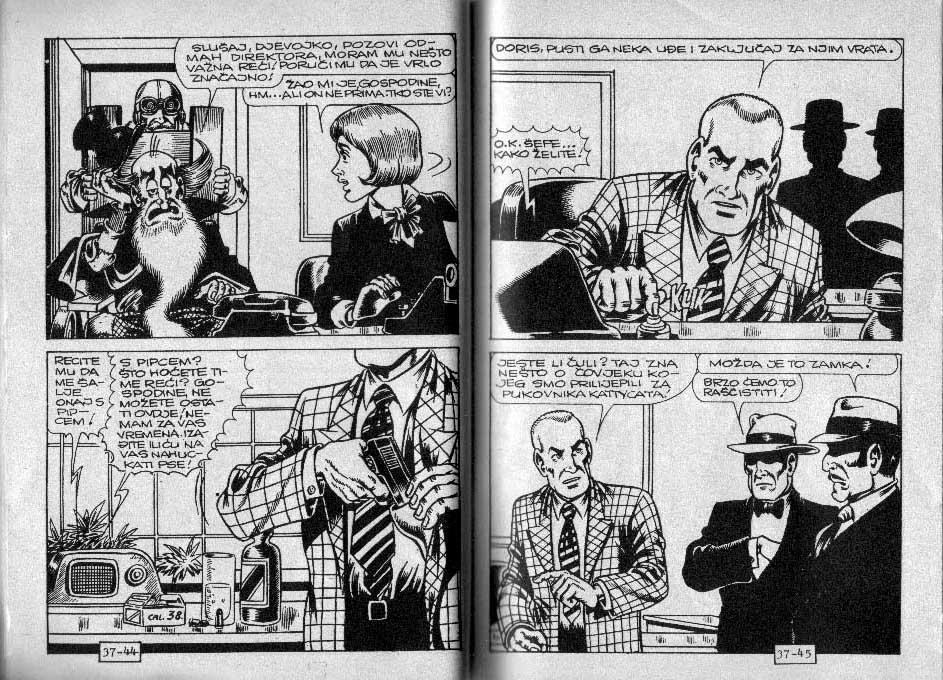 SLUŠAJ, DJEVOJKO, POZOVI OD-
MAH DIREKTORA, MORAM MU NEŠTO
VAŽNA REĆI! PORUČI MU DA JE VRLO
ZNAČAJNO!
ŽAO MI JE, GOSPODINE,
HM... ALI ON NE PRIMA. TKO STE VI?
RECITE
MU DA
ME ŠA-
LJE
ONAJ S
PIP-
CEM!
S PIPCEM?
ŠTO HOĆETE TI-
ME REĆI? GO-
SPODINE, NE
MOŽETE OSTA-
TI OVDJE, NE-
MAM ZA VAS
VREMENA. IZA-
ĐITE ILI ĆU NA
VAS NAHUC-
KATI PSE!
CAL. 38.
37-44
DORIS, PUSTI GA NEKA UĐE I ZAKLJUČAJ ZA NJIM VRATA.
O.K. ŠEFE...
KAKO ŽELITE!
KLIK
JESTE LI ČULI? TAJ ZNA
NEŠTO O ČOVJEKU KO-
JEG SMO PRILIJEPILI ZA
PUKOVNIKA KATTYCATA!
MOŽDA JE TO ZAMKA!
BRZO ĆEMO TO
RAŠČISTITI!
37-45